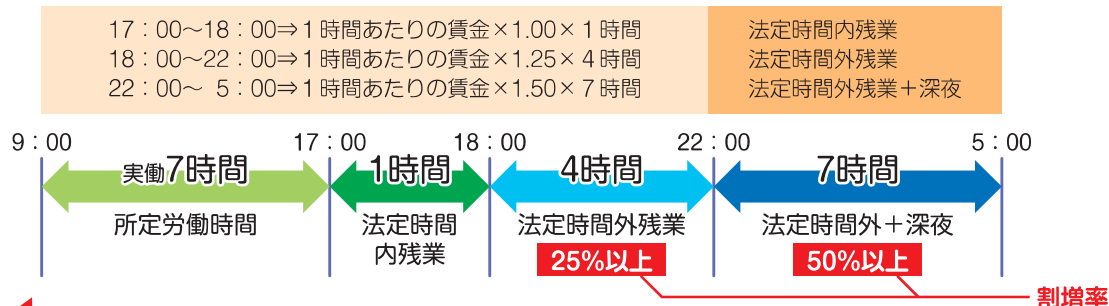 17：00～18：00⇒1時間あたりの賃金×1.00×1時間　法定時間内残業
18：00～22：00⇒1時間あたりの賃金×1.25×4時間　法定時間外残業
22：00～ 5：00⇒1時間あたりの賃金×1.50×7時間　法定時間外残業＋深夜
9：00　17：00　18：00　22：00　5：00
実働7時間　1時間　4時間　7時間
所定労働時間　法定時間　法定時間外残業　法定時間外＋深夜
内残業
25%以上　50%以上
割増率